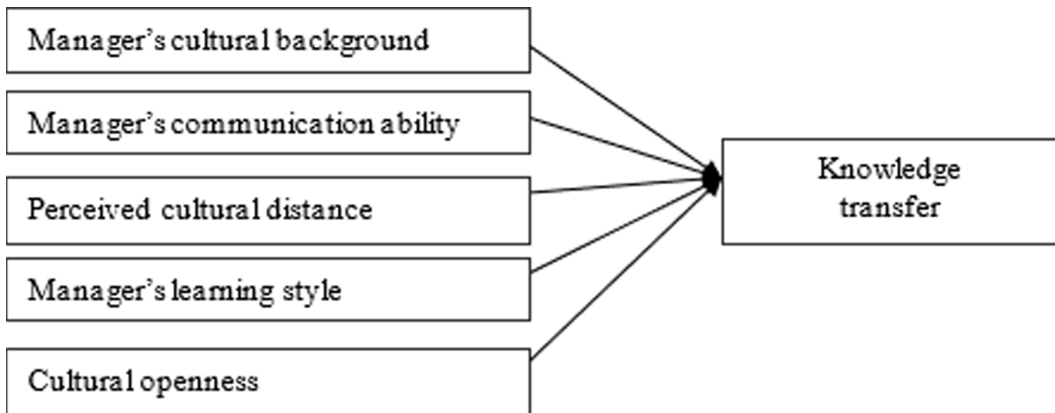 Manager’s cultural background
Manager’s communication ability
Perceived cultural distance
Manager’s learning style
Cultural openness
Knowledge
transfer